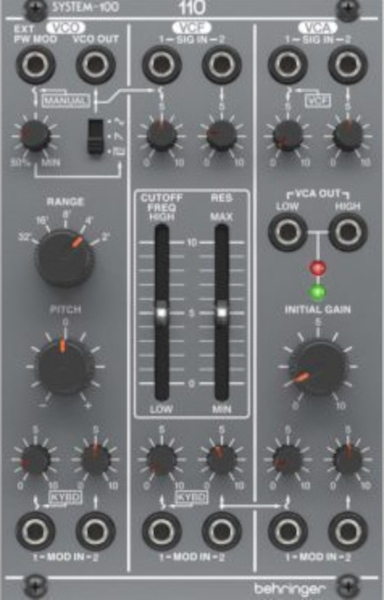 SYSTEM-100 110
EXT VCO VCF VCA
PW MOD VCO OUT 1 SIG IN 2 1 SIG IN 2
MANUAL VCF
5 5 5 5
50% MIN 0 10 0 10 0 10 0 10
RANGE
32' 16' 8' 4' 2'
PITCH
0
- +
CUTOFF RES
FREQ
HIGH MAX
10
5
0
LOW MIN
VCA OUT
LOW HIGH
INITIAL GAIN
5
0 10
5 5 5 5 5 5
0 10 0 10 0 10 0 10 0 10 0 10
KYBD KYBD
1 MOD IN 2 1 MOD IN 2 1 MOD IN 2
behringer